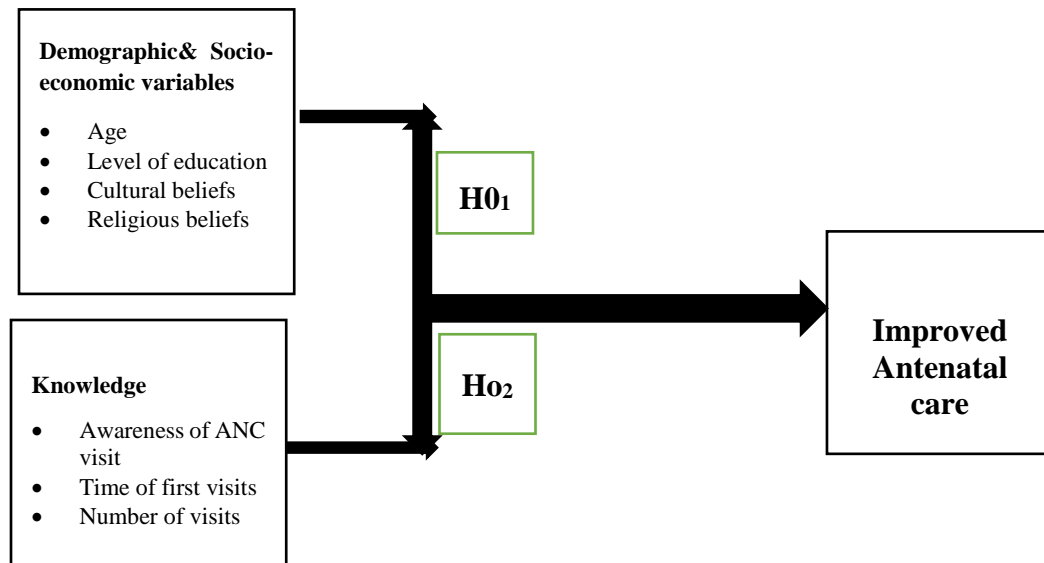 Demographic& Socio-
economic variables
• Age
• Level of education
• Cultural beliefs
• Religious beliefs
H0₁
Knowledge
• Awareness of ANC
visit
• Time of first visits
• Number of visits
Ho₂
Improved
Antenatal
care